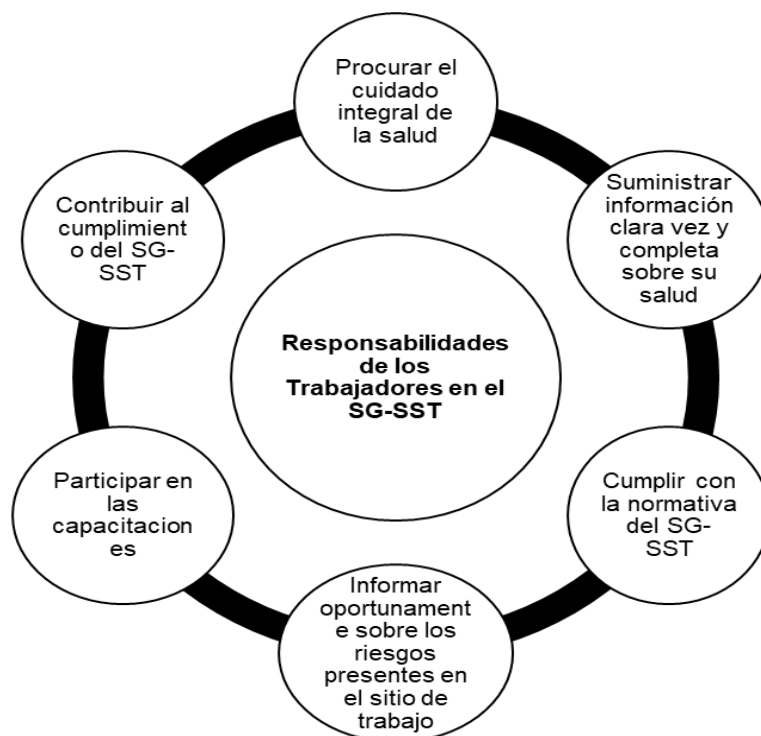 Procurar el
cuidado
integral de
la salud
Suministrar
información
clara vez y
completa
sobre su
salud
Cumplir con
la normativa
del SG-
SST
Informar
oportunament
e sobre los
riesgos
presentes en
el sitio de
trabajo
Participar en
las
capacitacion
es
Contribuir al
cumplimient
o del SG-
SST
Responsabilidades
de los
Trabajadores en el
SG-SST